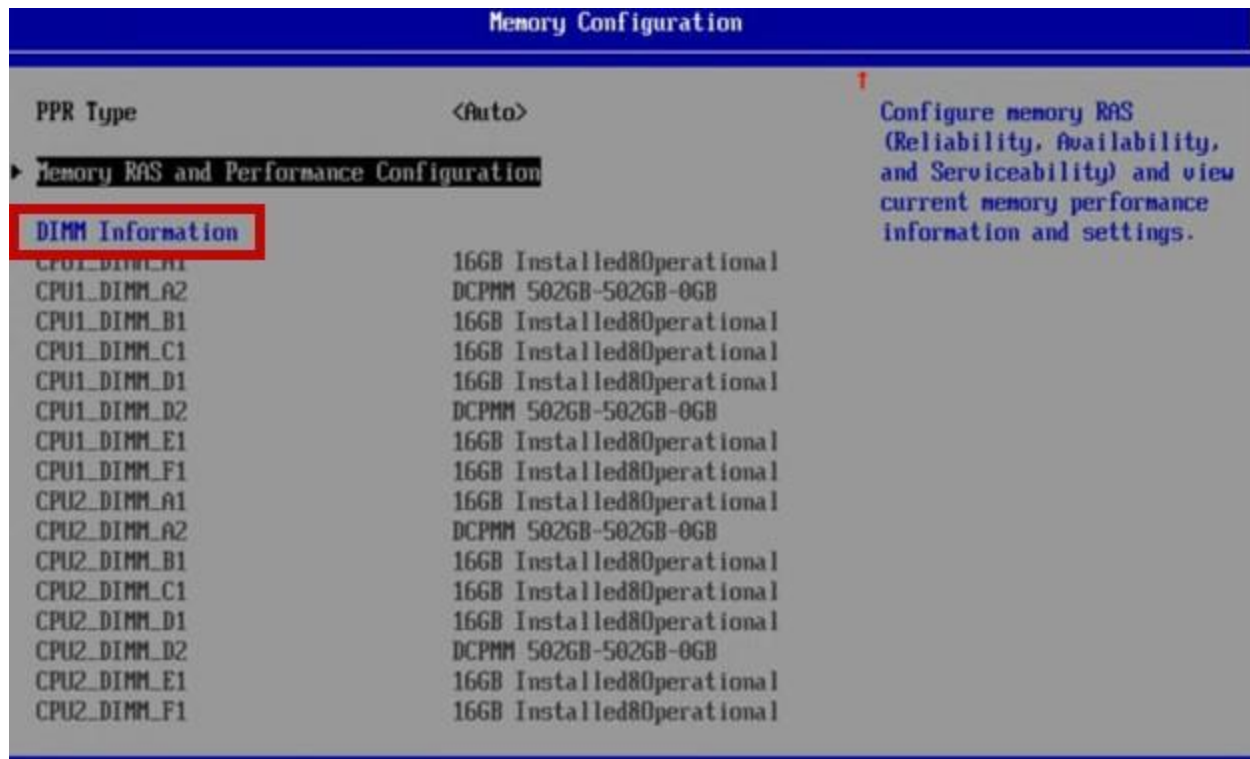 Memory Configuration
PPR Type <Auto>
Memory RAS and Performance Configuration
DIMM Information
CPU1_DIMM_A1 16GB Installed&Operational
CPU1_DIMM_A2 DCPMM 502GB-502GB-0GB
CPU1_DIMM_B1 16GB Installed&Operational
CPU1_DIMM_C1 16GB Installed&Operational
CPU1_DIMM_D1 16GB Installed&Operational
CPU1_DIMM_D2 DCPMM 502GB-502GB-0GB
CPU1_DIMM_E1 16GB Installed&Operational
CPU1_DIMM_F1 16GB Installed&Operational
CPU2_DIMM_A1 16GB Installed&Operational
CPU2_DIMM_A2 DCPMM 502GB-502GB-0GB
CPU2_DIMM_B1 16GB Installed&Operational
CPU2_DIMM_C1 16GB Installed&Operational
CPU2_DIMM_D1 16GB Installed&Operational
CPU2_DIMM_D2 DCPMM 502GB-502GB-0GB
CPU2_DIMM_E1 16GB Installed&Operational
CPU2_DIMM_F1 16GB Installed&Operational
Configure memory RAS
(Reliability, Availability,
and Serviceability) and view
current memory performance
information and settings.